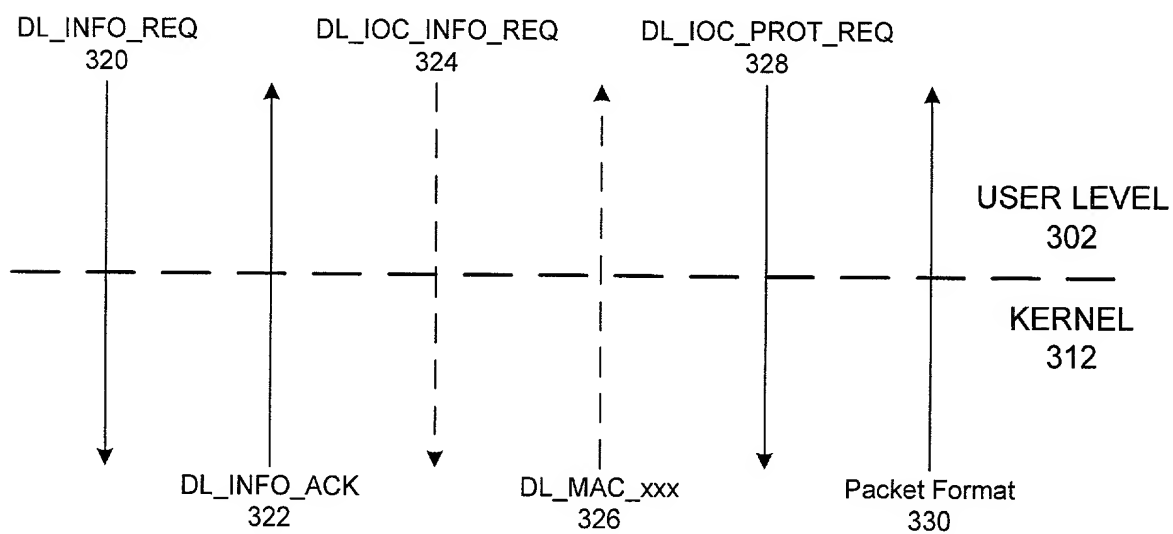 DL_INFO_REQ
320
DL_IOC_INFO_REQ
324
DL_IOC_PROT_REQ
328
USER LEVEL
302
KERNEL
312
DL_INFO_ACK
322
DL_MAC_xxx
326
Packet Format
330